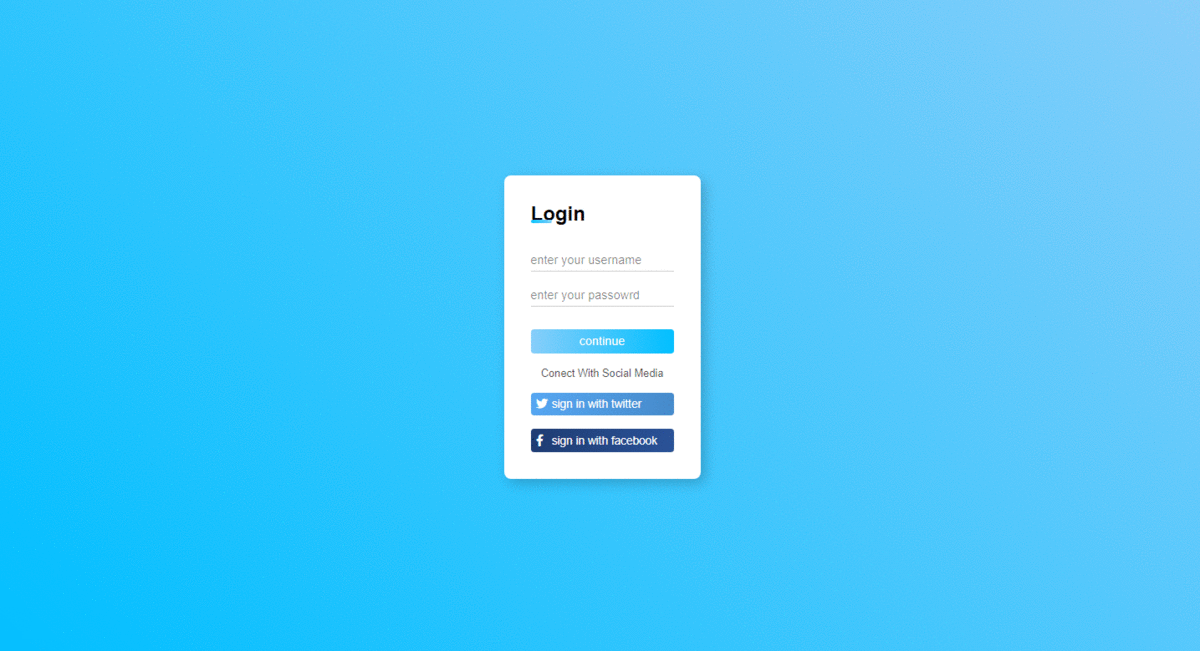 Login
enter your username
enter your passowrd
continue
Conect With Social Media
sign in with twitter
sign in with facebook